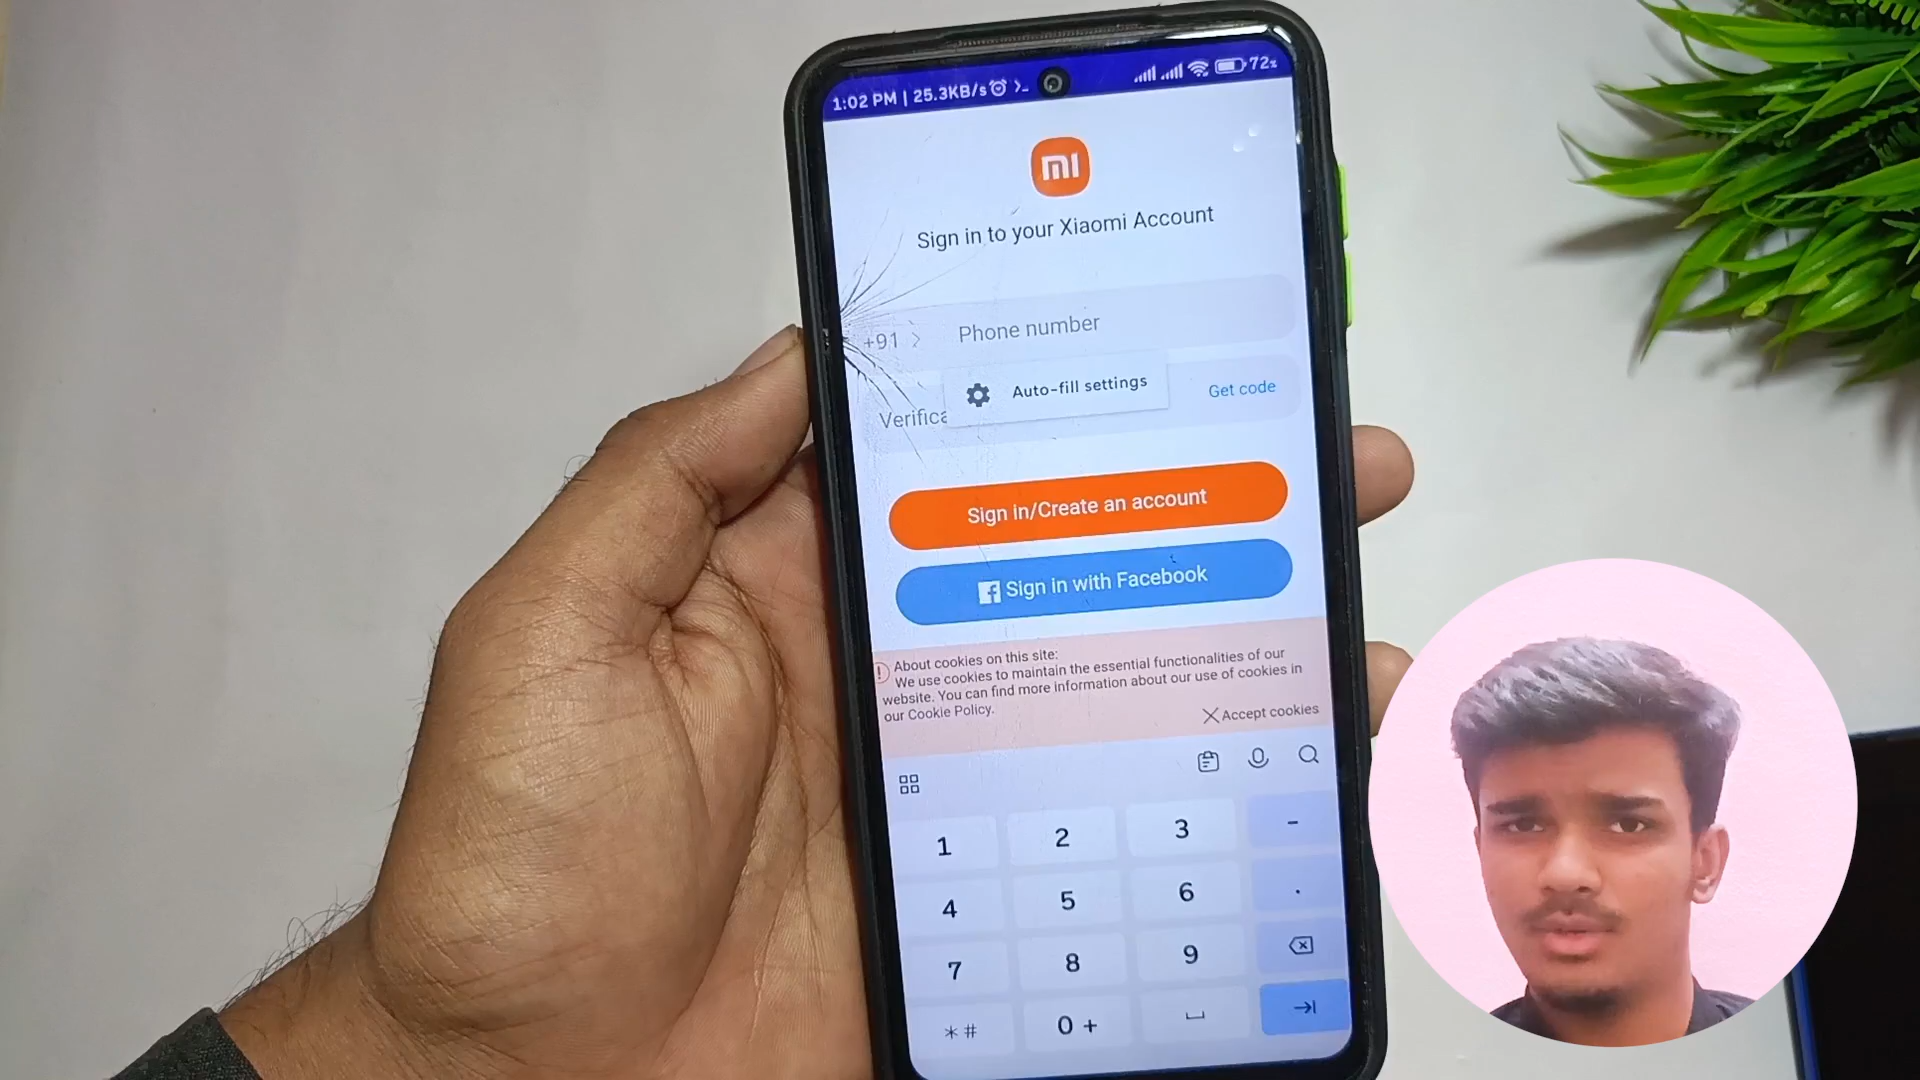 1:02 PM | 25.3KB/s
72%
mi
Sign in to your Xiaomi Account
+91 > Phone number
Auto-fill settings
Verifica
Get code
Sign in/Create an account
f Sign in with Facebook
About cookies on this site:
We use cookies to maintain the essential functionalities of our
website. You can find more information about our use of cookies in
our Cookie Policy.
Accept cookies
1 2 3 -
4 5 6 .
7 8 9
*# 0 +